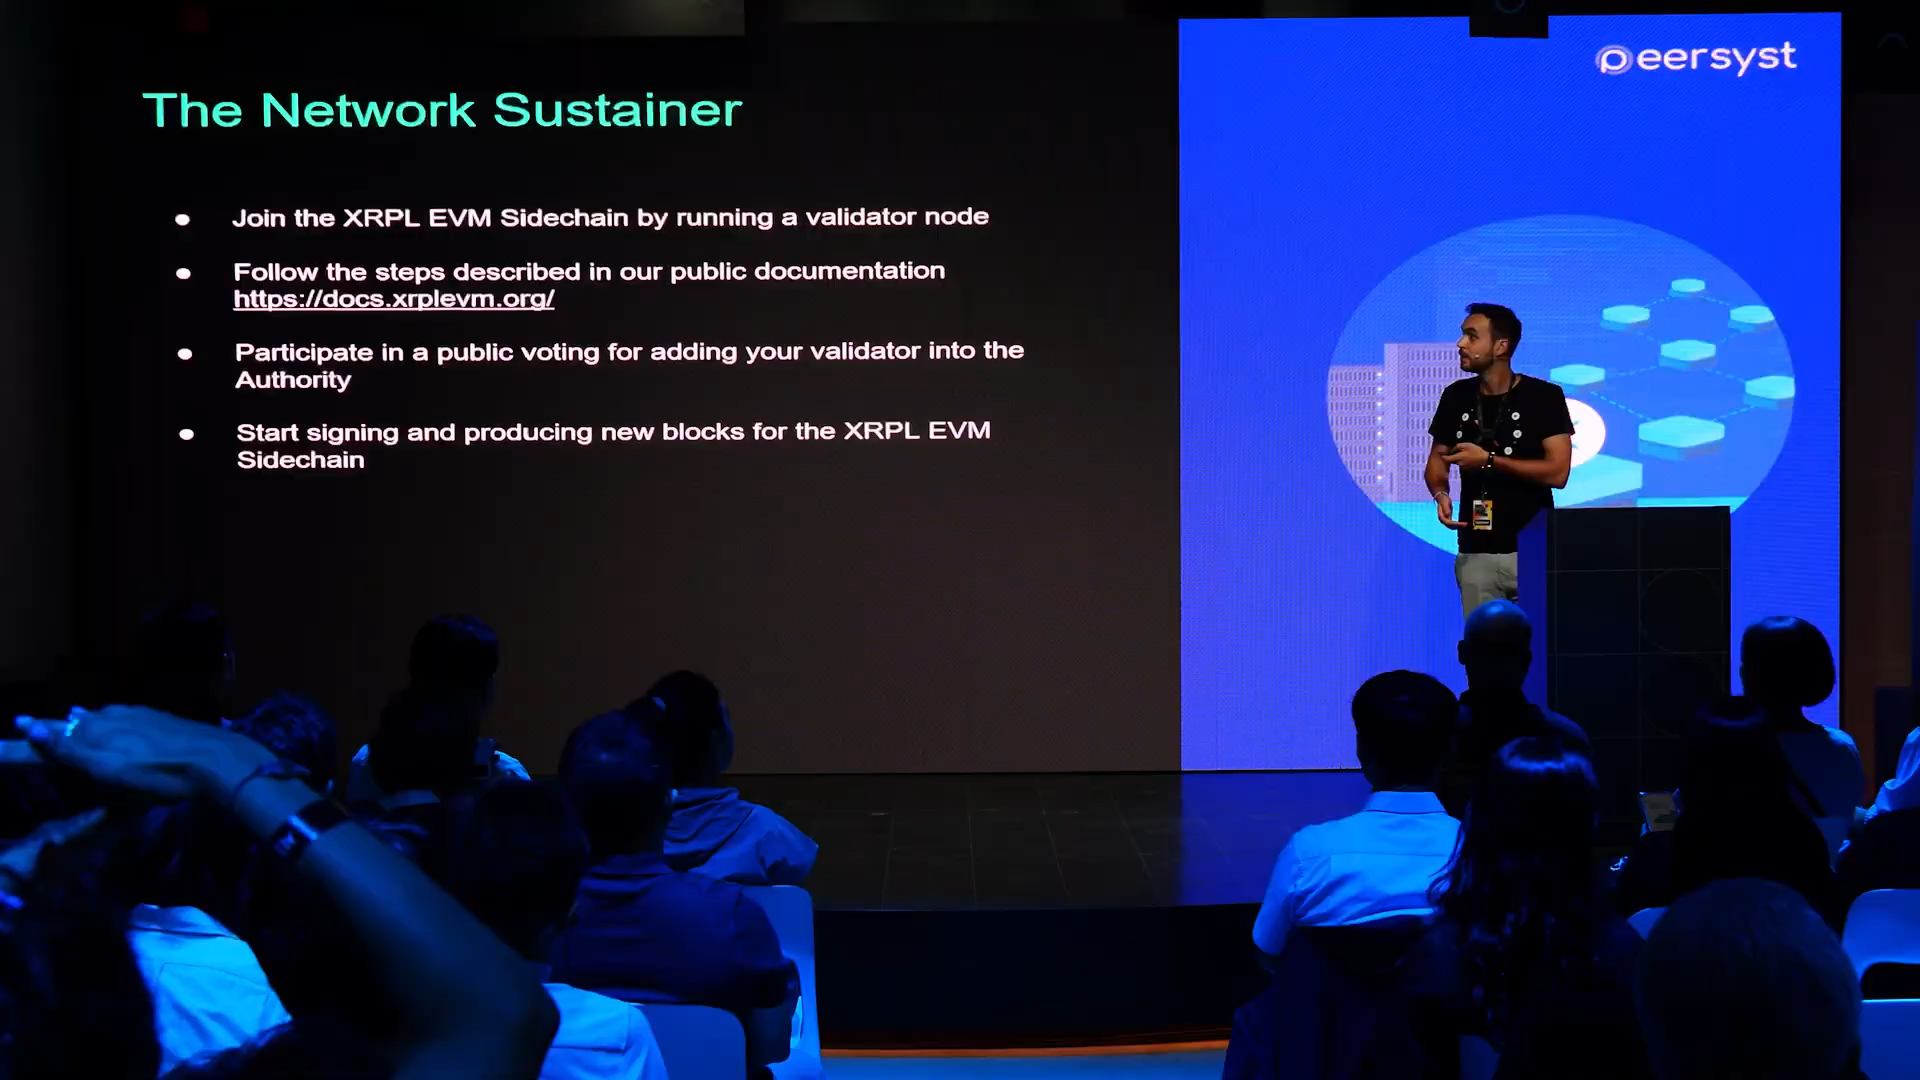 peersyst
The Network Sustainer
Join the XRPL EVM Sidechain by running a validator node
Follow the steps described in our public documentation
https://docs.xrplevm.org/
Participate in a public voting for adding your validator into the
Authority
Start signing and producing new blocks for the XRPL EVM
Sidechain